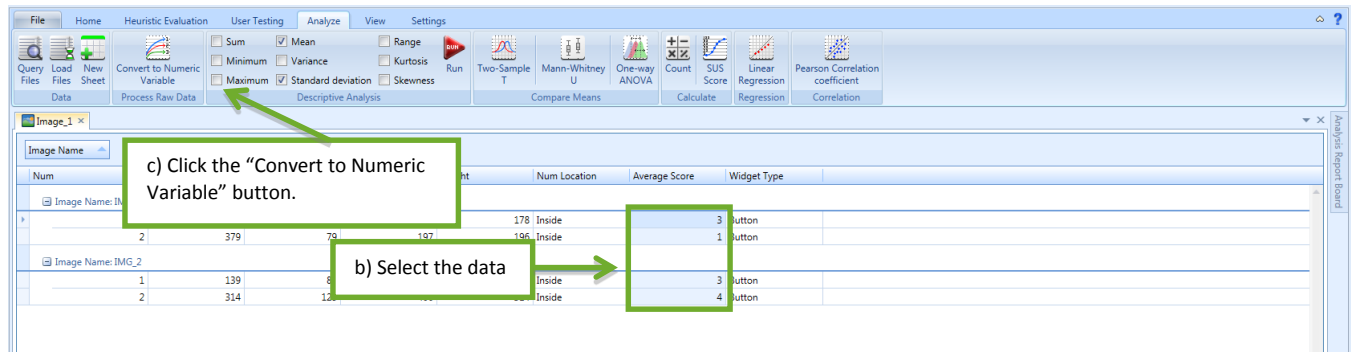 File Home Heuristic Evaluation User Testing Analyze View Settings ?
Sum Mean Range
Minimum Variance Kurtosis
Maximum Standard deviation Skewness
Query Files
Load Files
New Sheet
Convert to Numeric Variable
RUN
Run
Two-Sample T
Mann-Whitney U
One-way ANOVA
Count
SUS Score
Linear Regression
Pearson Correlation coefficient
Data Process Raw Data Descriptive Analysis Compare Means Calculate Regression Correlation
Image_1 ×
Analysis Report Board
Image Name
c) Click the “Convert to Numeric
Variable” button.
Num Num Location Average Score Widget Type
Image Name:
178 Inside 3 Button
2 379 79 197 196 Inside 1 Button
Image Name: IMG_2
b) Select the data
1 139 Inside 3 Button
2 314 Inside 4 Button